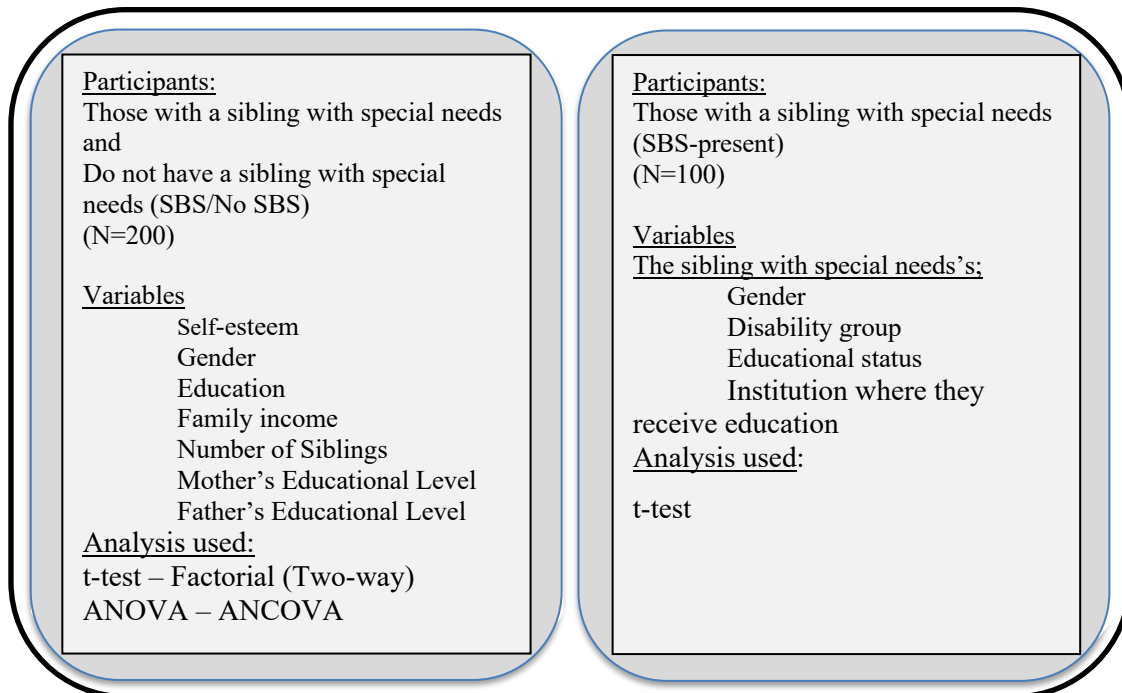 Participants:
Those with a sibling with special needs
and
Do not have a sibling with special
needs (SBS/No SBS)
(N=200)
Variables
Self-esteem
Gender
Education
Family income
Number of Siblings
Mother’s Educational Level
Father’s Educational Level
Analysis used:
t-test – Factorial (Two-way)
ANOVA – ANCOVA
Participants:
Those with a sibling with special needs
(SBS-present)
(N=100)
Variables
The sibling with special needs’s;
Gender
Disability group
Educational status
Institution where they
receive education
Analysis used:
t-test